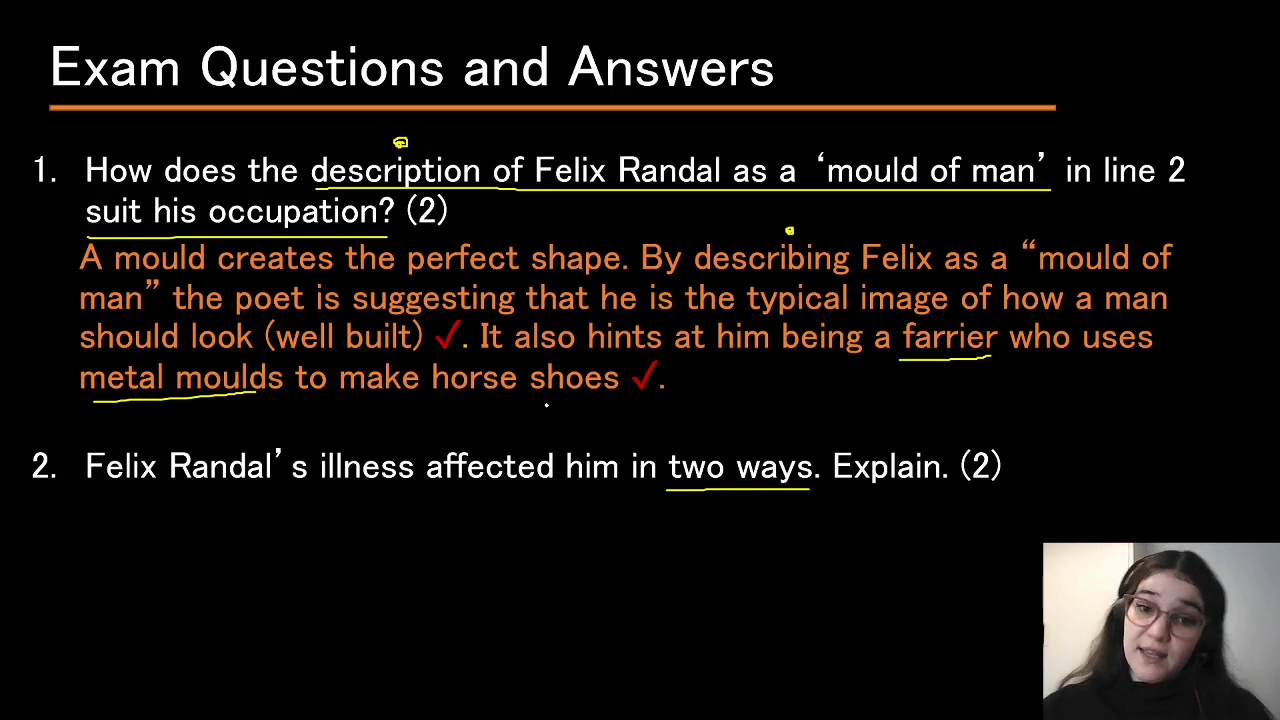 Exam Questions and Answers
1. How does the description of Felix Randal as a ‘mould of man’ in line 2
suit his occupation? (2)
A mould creates the perfect shape. By describing Felix as a “mould of
man” the poet is suggesting that he is the typical image of how a man
should look (well built) ✓. It also hints at him being a farrier who uses
metal moulds to make horse shoes ✓.
2. Felix Randal’s illness affected him in two ways. Explain. (2)